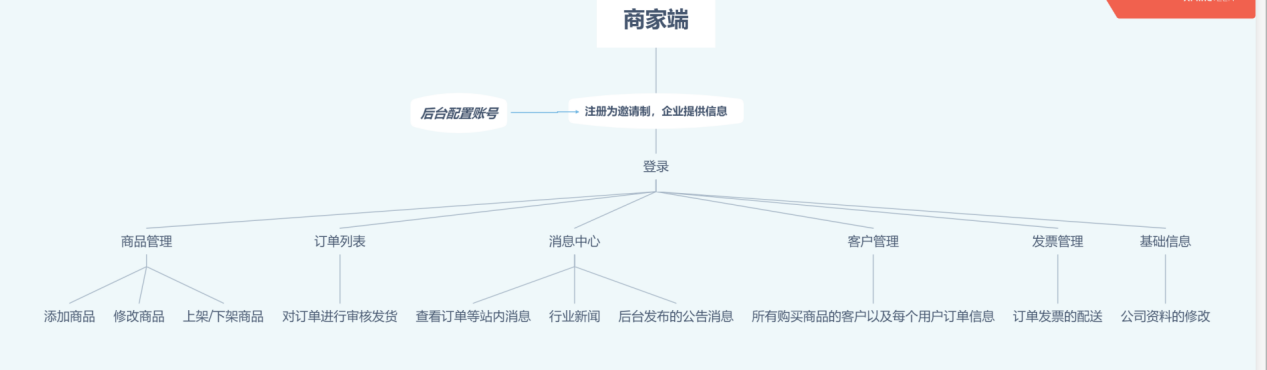 商家端
后台配置账号
注册为邀请制，企业提供信息
登录
商品管理
订单列表
消息中心
客户管理
发票管理
基础信息
添加商品
修改商品
上架/下架商品
对订单进行审核发货
查看订单等站内消息
行业新闻
后台发布的公告消息
所有购买商品的客户以及每个用户订单信息
订单发票的配送
公司资料的修改